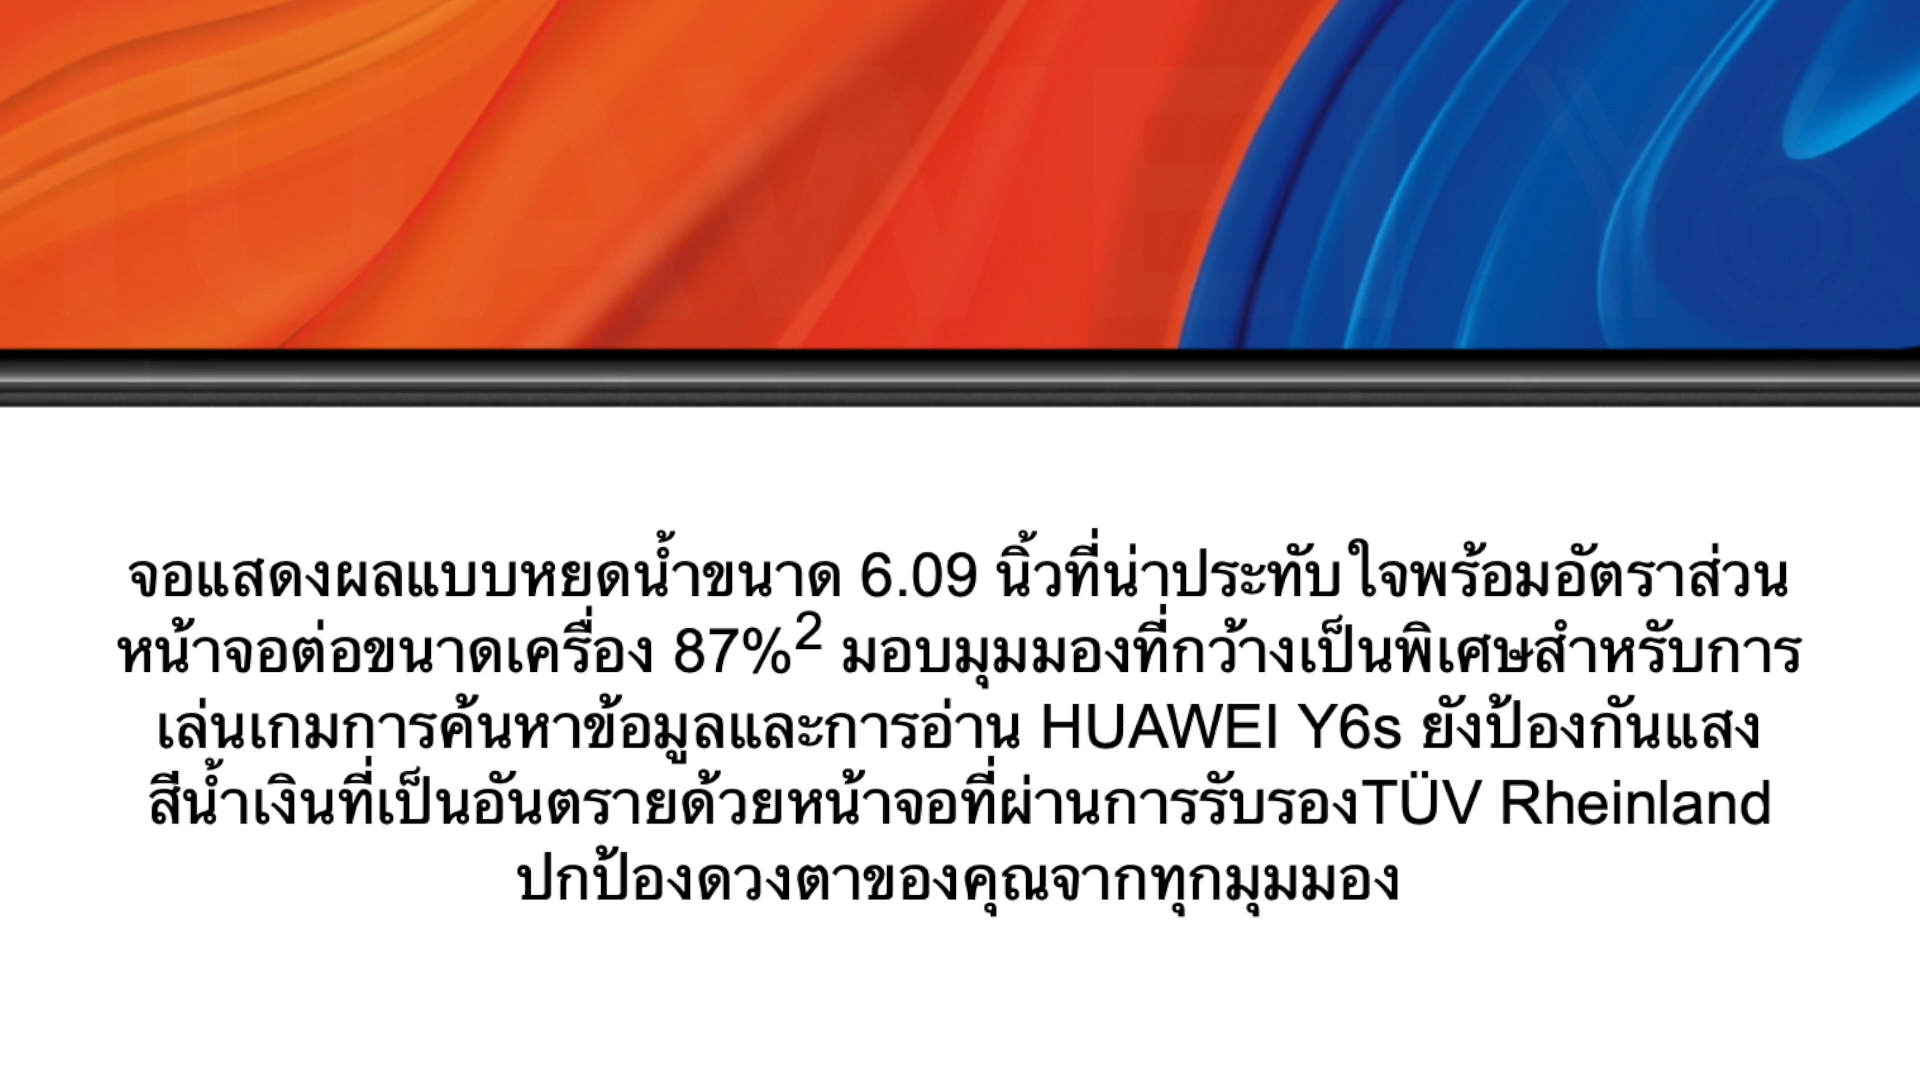 HUAWEI Y6s
จอแสดงผลแบบหยดน้ำขนาด 6.09 นิ้วที่น่าประทับใจพร้อมอัตราส่วน
หน้าจอต่อขนาดเครื่อง 87%2 มอบมุมมองที่กว้างเป็นพิเศษสำหรับการ
เล่นเกมการค้นหาข้อมูลและการอ่าน HUAWEI Y6s ยังป้องกันแสง
สีน้ำเงินที่เป็นอันตรายด้วยหน้าจอที่ผ่านการรับรองTÜV Rheinland
ปกป้องดวงตาของคุณจากทุกมุมมอง